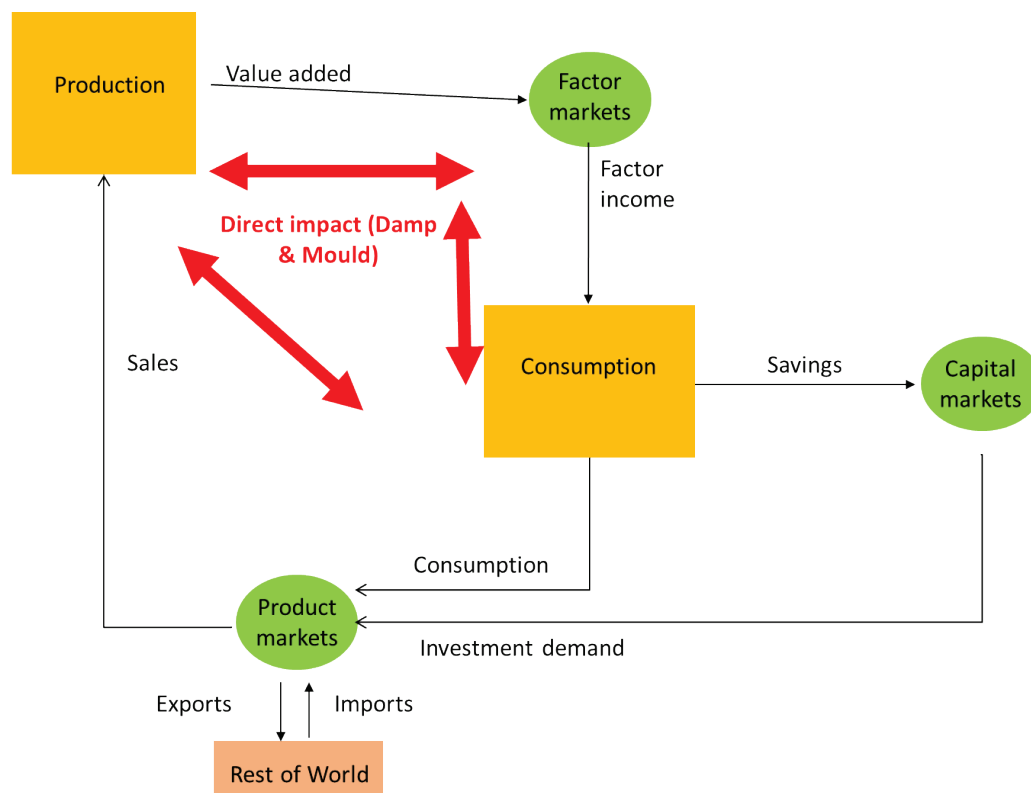 Production
Value added
Factor
markets
Factor
income
Direct impact (Damp
& Mould)
Sales
Consumption
Savings
Capital
markets
Consumption
Product
markets
Investment demand
Exports
Imports
Rest of World